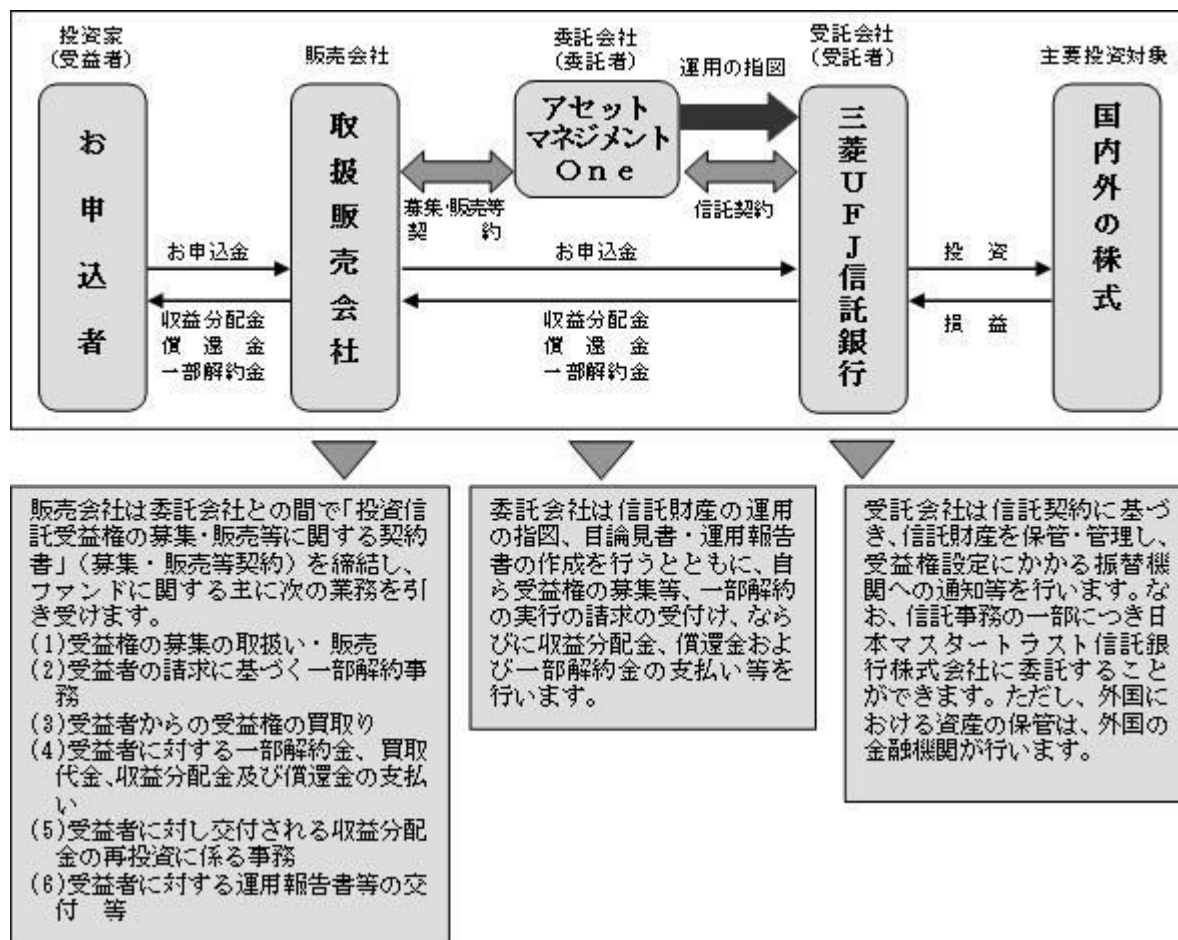 投資家
(受益者)
販売会社
委託会社
(委託者)
受託会社
(受託者)
主要投資対象
運用の指図
お申込者
取扱販売会社
アセット
マネジメント
One
三菱UFJ信託銀行
国内外の株式
募集・販売等
契　約
信託契約
お申込金
収益分配金
償　還　金
一部解約金
お申込金
収益分配金
償　還　金
一部解約金
投　資
損　益
販売会社は委託会社との間で「投資信
託受益権の募集・販売等に関する契約
書」(募集・販売等契約)を締結し、
ファンドに関する主に次の業務を引
き受けます。
(1)受益権の募集の取扱い・販売
(2)受益者の請求に基づく一部解約事
務
(3)受益者からの受益権の買取り
(4)受益者に対する一部解約金、買取
代金、収益分配金及び償還金の支払
い
(5)受益者に対し交付される収益分配
金の再投資に係る事務
(6)受益者に対する運用報告書等の交
付　等
委託会社は信託財産の運用
の指図、目論見書・運用報告
書の作成を行うとともに、自
ら受益権の募集等、一部解約
の実行の請求の受付け、なら
びに収益分配金、償還金およ
び一部解約金の支払い等を
行います。
受託会社は信託契約に基づ
き、信託財産を保管・管理し、
受益権設定にかかる振替機
関への通知等を行います。な
お、信託事務の一部につき日
本マスタートラスト信託銀
行株式会社に委託すること
ができます。ただし、外国に
おける資産の保管は、外国の
金融機関が行います。